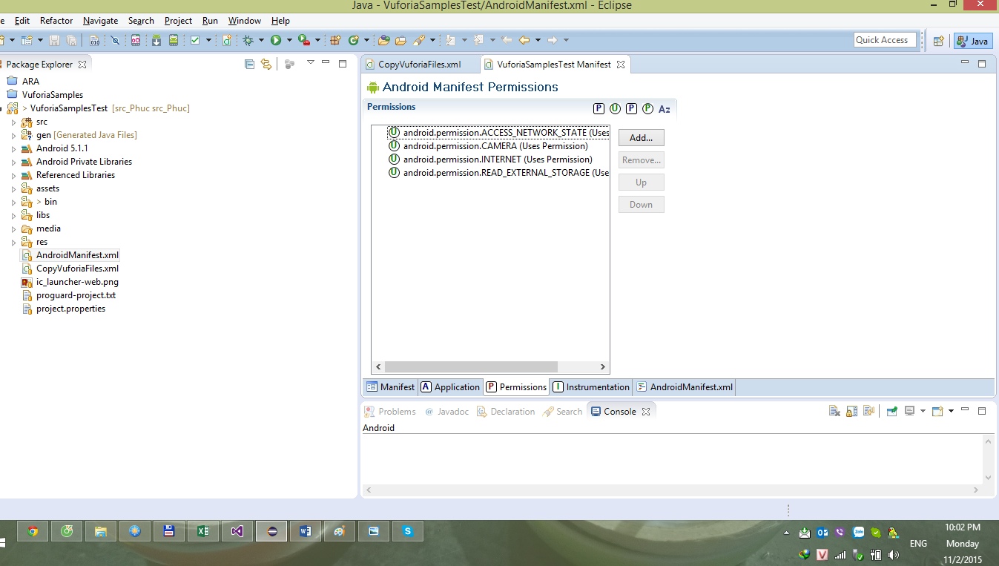 Java - VuforiaSamplesTest/AndroidManifest.xml - Eclipse
e Edit Refactor Navigate Search Project Run Window Help
Quick Access
Java
Package Explorer
ARA
VuforiaSamples
> VuforiaSamplesTest [src_Phuc src_Phuc]
src
gen [Generated Java Files]
Android 5.1.1
Android Private Libraries
Referenced Libraries
assets
> bin
libs
media
res
AndroidManifest.xml
CopyVuforiaFiles.xml
ic_launcher-web.png
proguard-project.txt
project.properties
CopyVuforiaFiles.xml
VuforiaSamplesTest Manifest
Android Manifest Permissions
Permissions
P U P P Az
U android.permission.ACCESS_NETWORK_STATE (Uses
U android.permission.CAMERA (Uses Permission)
U android.permission.INTERNET (Uses Permission)
U android.permission.READ_EXTERNAL_STORAGE (Use
Add...
Remove...
Up
Down
Manifest A Application P Permissions I Instrumentation AndroidManifest.xml
Problems @ Javadoc Declaration Search Console
Android
ENG
10:02 PM
Monday
11/2/2015